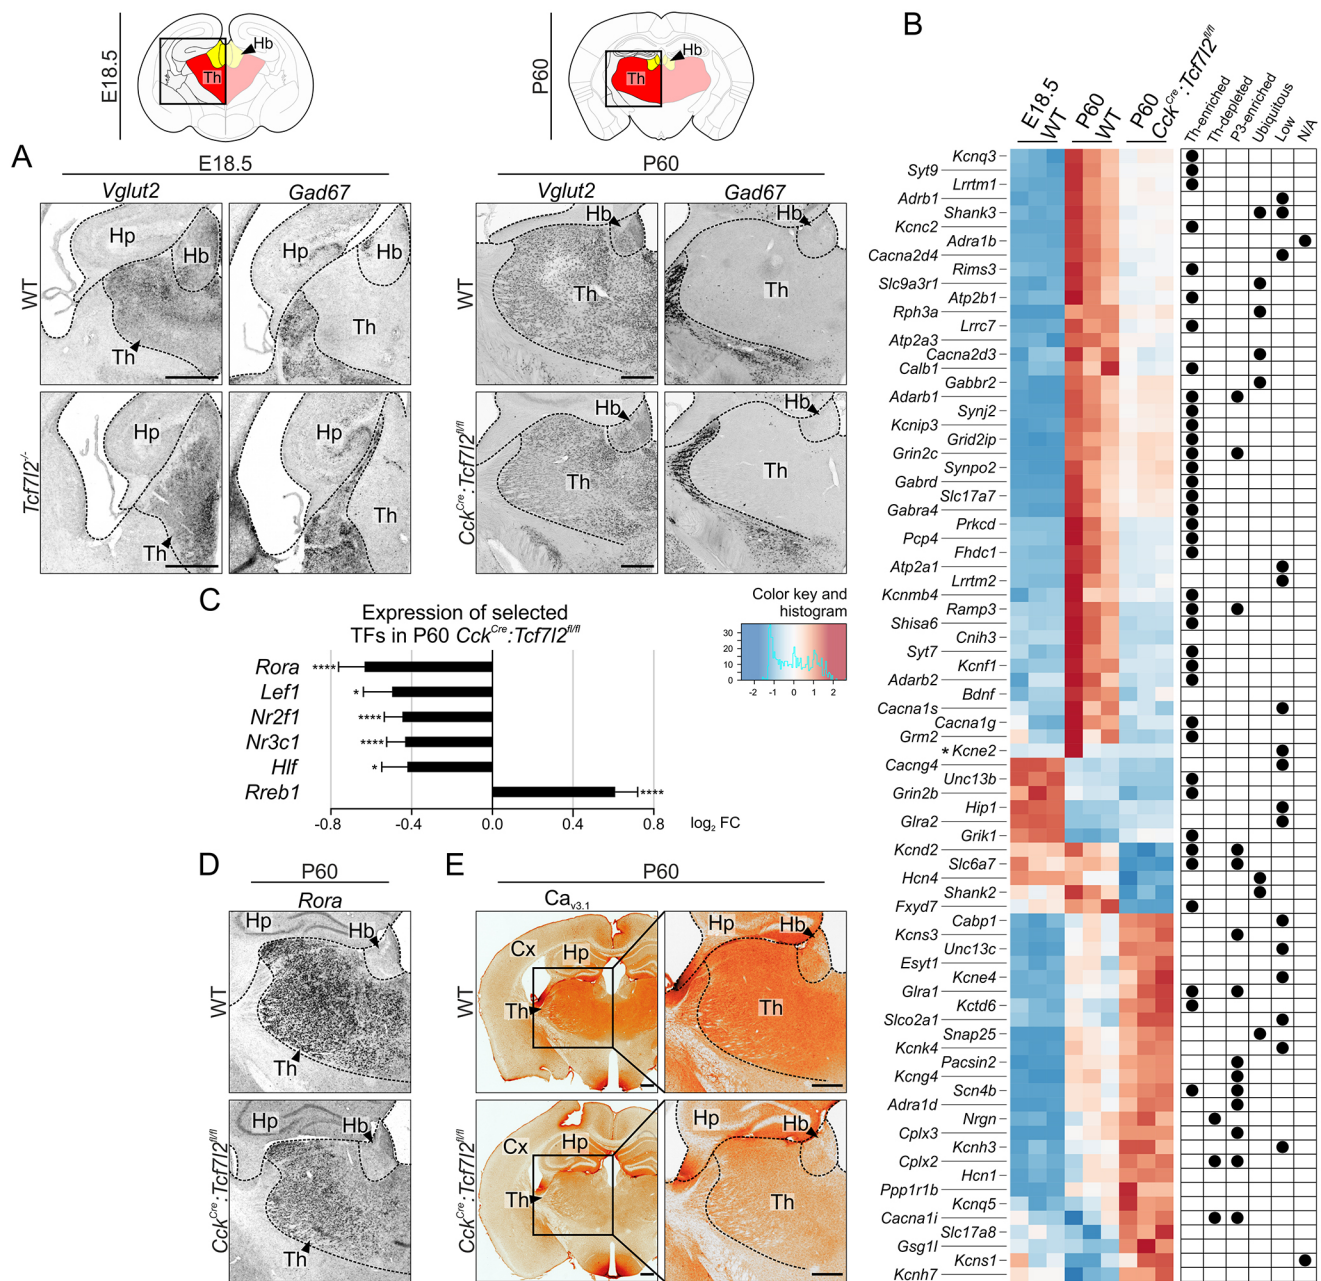 E18.5
Th
Hb
P60
Th
Hb
A
E18.5
Vglut2
Gad67
P60
Vglut2
Gad67
WT
Hp
Hb
Th
Hp
Th
Hb
Th
Hb
Th
Tcf7l2-/-
Hp
Th
Hp
Th
CckCre:Tcf7l2fl/fl
Hb
Th
Hb
Th
B
E18.5 WT
P60 WT
P60 CckCre:Tcf7l2fl/fl
Th-enriched
Th-depleted
P3-enriched
Ubiquitous
Low
N/A
Kcnq3
Syt9
Lrrtm1
Adrb1
Shank3
Kcnc2
Adra1b
Cacna2d4
Rims3
Slc9a3r1
Atp2b1
Rph3a
Lrrc7
Atp2a3
Cacna2d3
Calb1
Gabbr2
Adarb1
Synj2
Kcnip3
Grid2ip
Grin2c
Synpo2
Gabrd
Slc17a7
Gabra4
Prkcd
Pcp4
Fhdc1
Atp2a1
Lrrtm2
Kcnmb4
Ramp3
Shisa6
Cnih3
Syt7
Kcnf1
Adarb2
Bdnf
Cacna1s
Cacna1g
Grm2
* Kcne2
Cacng4
Unc13b
Grin2b
Hip1
Glra2
Grik1
Kcnd2
Slc6a7
Hcn4
Shank2
Fxyd7
Cabp1
Kcns3
Unc13c
Esyt1
Kcne4
Glra1
Kctd6
Slco2a1
Snap25
Kcnk4
Pacsin2
Kcng4
Scn4b
Adra1d
Nrgn
Cplx3
Kcnh3
Cplx2
Hcn1
Ppp1r1b
Kcnq5
Cacna1i
Slc17a8
Gsg1l
Kcns1
Kcnh7
Color key and
histogram
30
20
10
0
-2 -1 0 1 2
C
Expression of selected
TFs in P60 CckCre:Tcf7l2fl/fl
Rora ****
Lef1 *
Nr2f1 ****
Nr3c1 ****
Hlf *
Rreb1 ****
-0.8 -0.4 0.0 0.4 0.8 log2 FC
D
P60
Rora
WT
Hp
Hb
Th
CckCre:Tcf7l2fl/fl
Hp
Hb
Th
E
P60
Cav3.1
WT
Cx
Hp
Th
Hp
Hb
Th
CckCre:Tcf7l2fl/fl
Cx
Hp
Th
Hp
Hb
Th